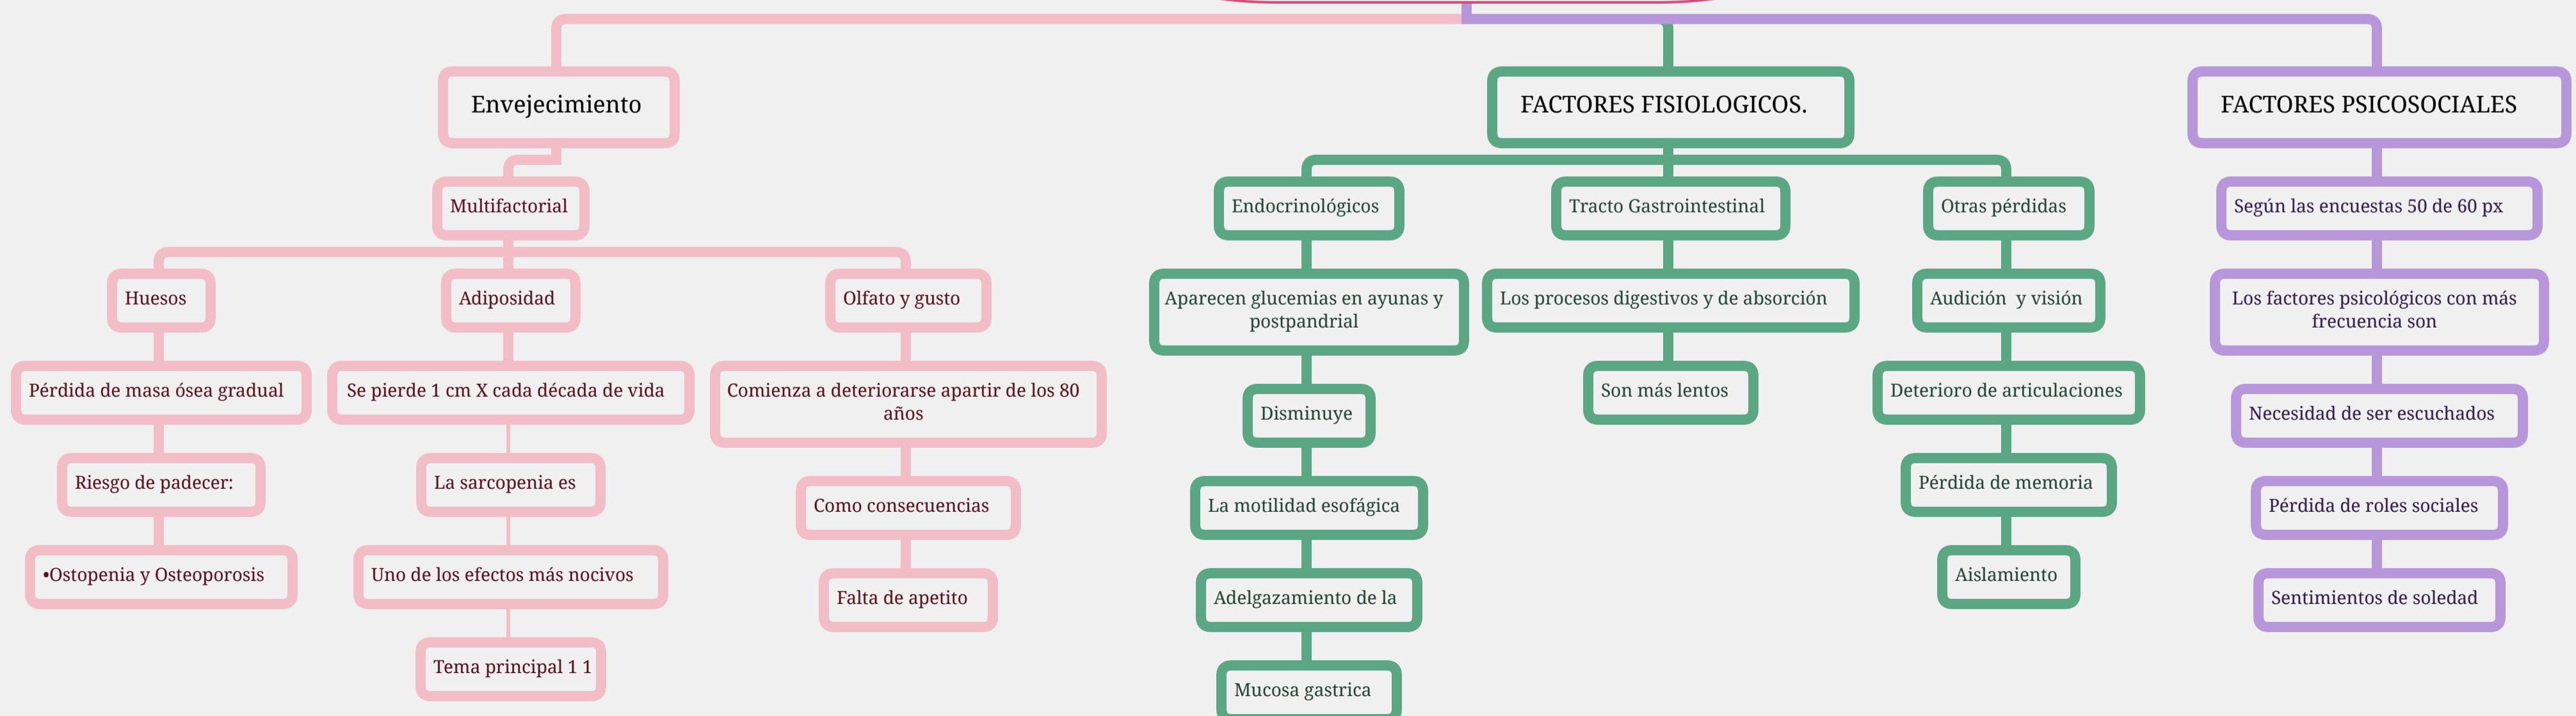 Envejecimiento
FACTORES FISIOLOGICOS.
FACTORES PSICOSOCIALES
Multifactorial
Endocrinológicos
Tracto Gastrointestinal
Otras pérdidas
Según las encuestas 50 de 60 px
Huesos
Adiposidad
Olfato y gusto
Aparecen glucemias en ayunas y
postpandrial
Los procesos digestivos y de absorción
Audición  y visión
Los factores psicológicos con más
frecuencia son
Pérdida de masa ósea gradual
Se pierde 1 cm X cada década de vida
Comienza a deteriorarse apartir de los 80
años
Disminuye
Son más lentos
Deterioro de articulaciones
Necesidad de ser escuchados
Riesgo de padecer:
La sarcopenia es
Como consecuencias
La motilidad esofágica
Pérdida de memoria
Pérdida de roles sociales
•Ostopenia y Osteoporosis
Uno de los efectos más nocivos
Falta de apetito
Adelgazamiento de la
Aislamiento
Sentimientos de soledad
Tema principal 1 1
Mucosa gastrica